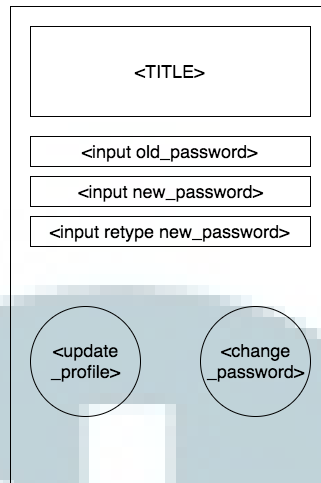 <TITLE>
<input old_password>
<input new_password>
<input retype new_password>
<update
_profile>
<change
_password>